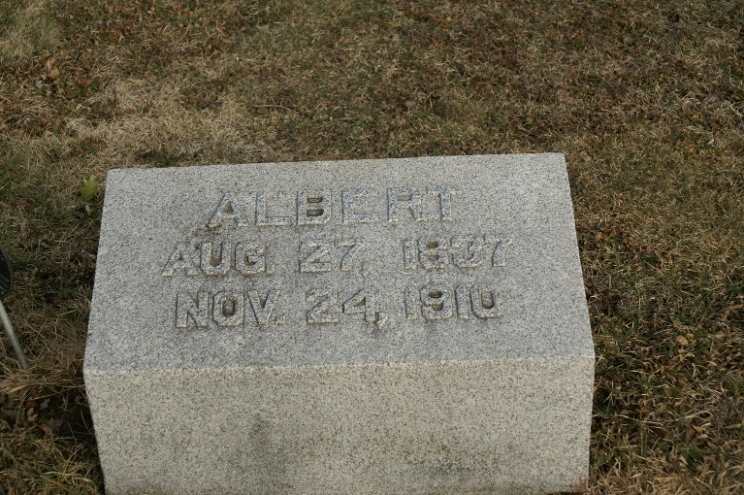 ALBERT
AUG. 27, 1837
NOV. 24, 1910